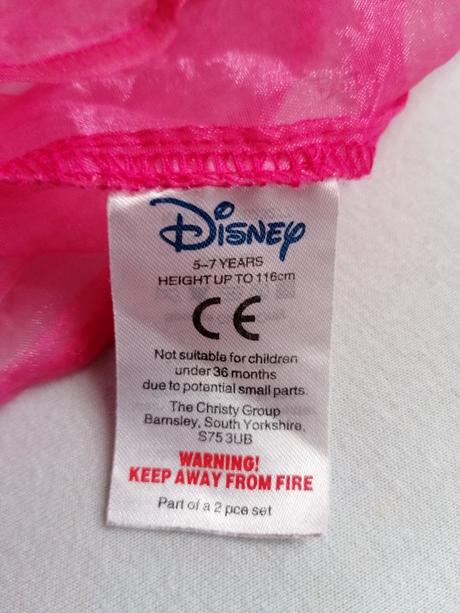 Disney
5-7 YEARS
HEIGHT UP TO 116cm
CE
Not suitable for children
under 36 months
due to potential small parts.
The Christy Group
Barnsley, South Yorkshire,
S75 3UB
WARNING!
KEEP AWAY FROM FIRE
Part of a 2 pce set